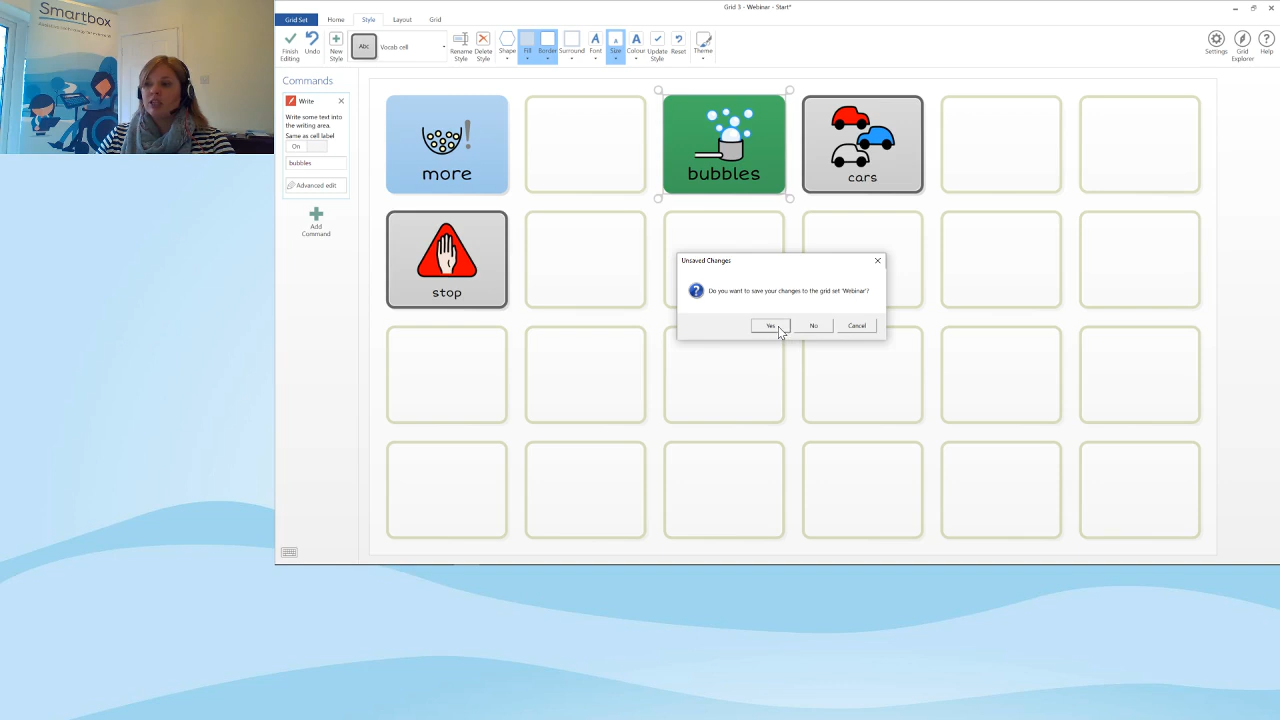 Grid 3 - Webinar - Start*
Smartbox
Grid Set Home Style Layout Grid
Finish Editing
Undo
New Style
Abc Vocab cell
Rename Style
Delete Style
Shape
Fill
Border
Surround
Font
Size
Colour
Update Style
Reset
Theme
Settings
Grid Explorer
Help
Commands
Write
Write some text into the writing area.
Same as cell label
On
bubbles
Advanced edit
Add Command
more
bubbles
cars
stop
Unsaved Changes
Do you want to save your changes to the grid set 'Webinar'?
Yes No Cancel